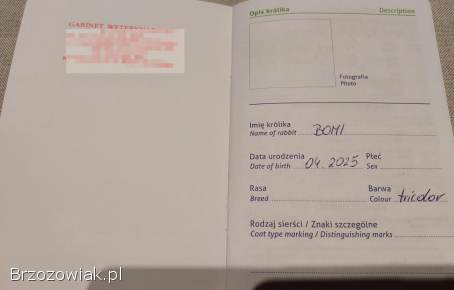 GABINET WETERYN
Opis królika Description
Fotografia
Photo
Imię królika
Name of rabbit BOMI
Data urodzenia 04 2025 Płeć
Date of birth Sex
Rasa Barwa
Breed Colour tricolor
Rodzaj sierści / Znaki szczególne
Coat type marking / Distinguishing marks
Brzozowiak.pl